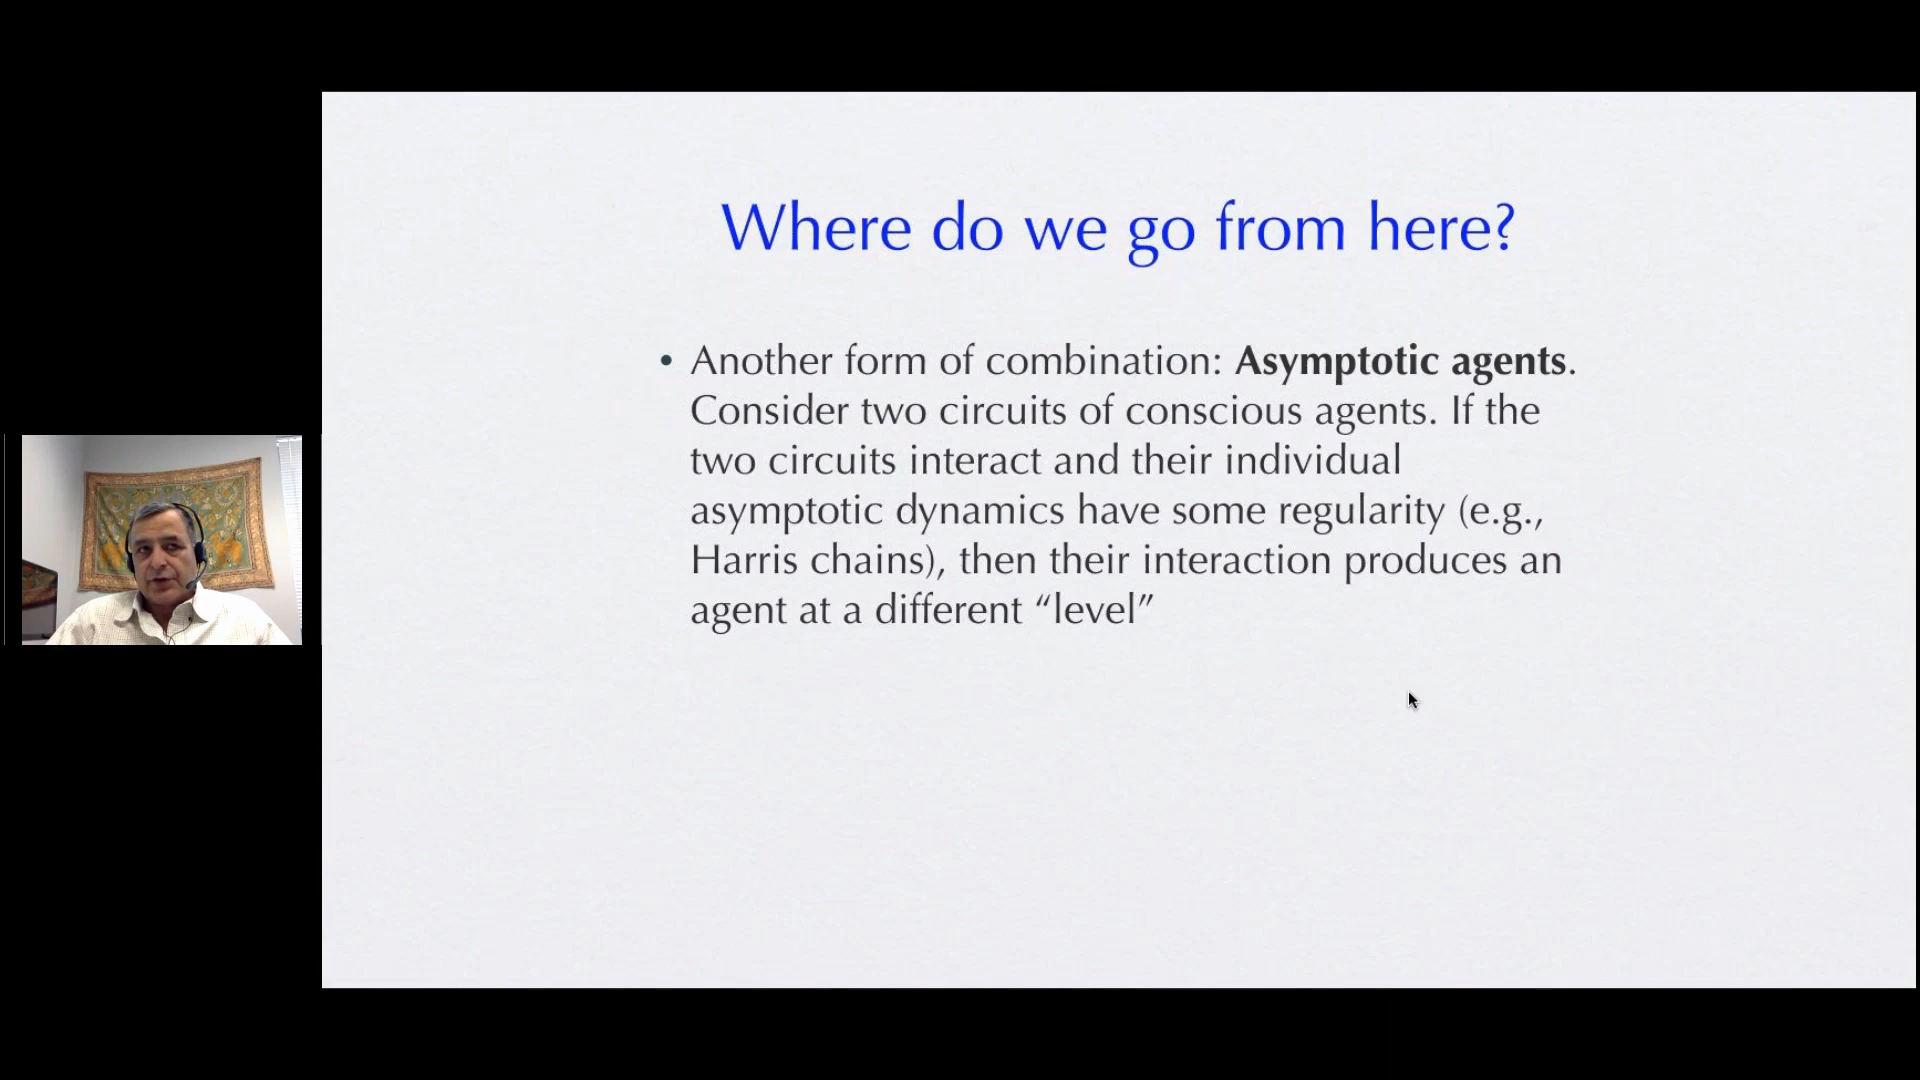 Where do we go from here?
• Another form of combination: Asymptotic agents.
Consider two circuits of conscious agents. If the
two circuits interact and their individual
asymptotic dynamics have some regularity (e.g.,
Harris chains), then their interaction produces an
agent at a different “level”